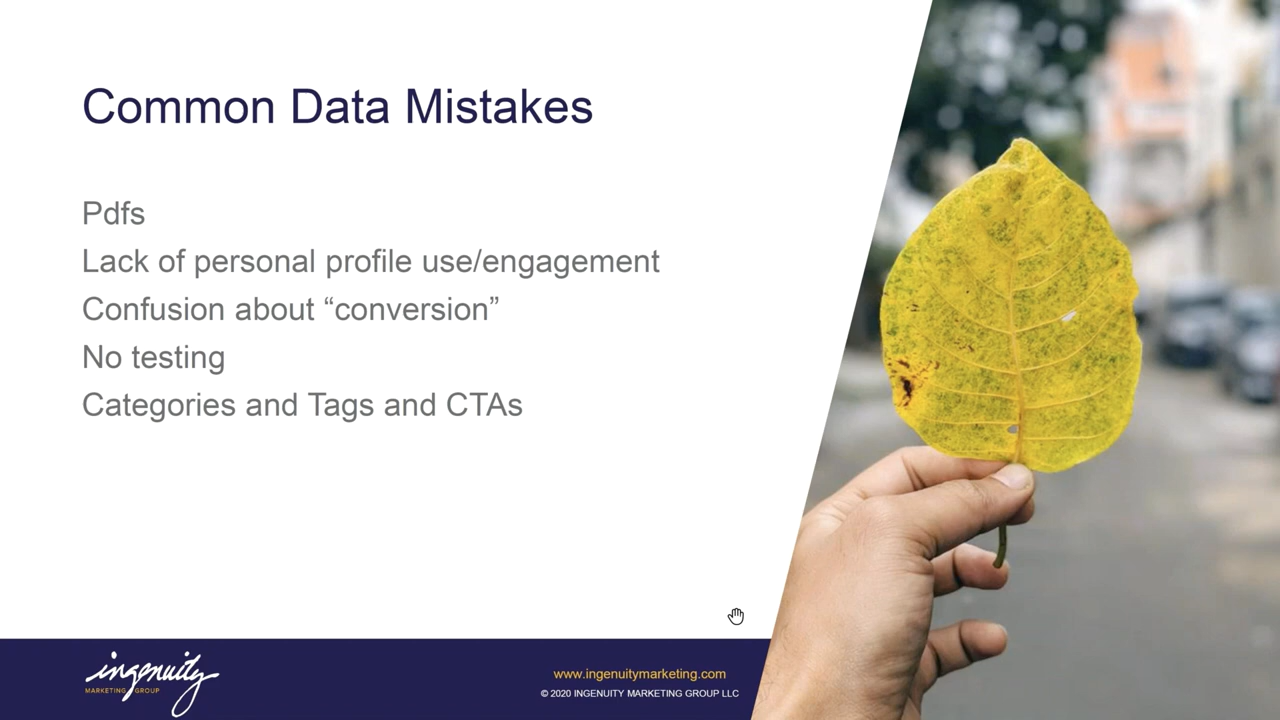 Common Data Mistakes
Pdfs
Lack of personal profile use/engagement
Confusion about “conversion”
No testing
Categories and Tags and CTAs
ingenuity
MARKETING GROUP
www.ingenuitymarketing.com
© 2020 INGENUITY MARKETING GROUP LLC